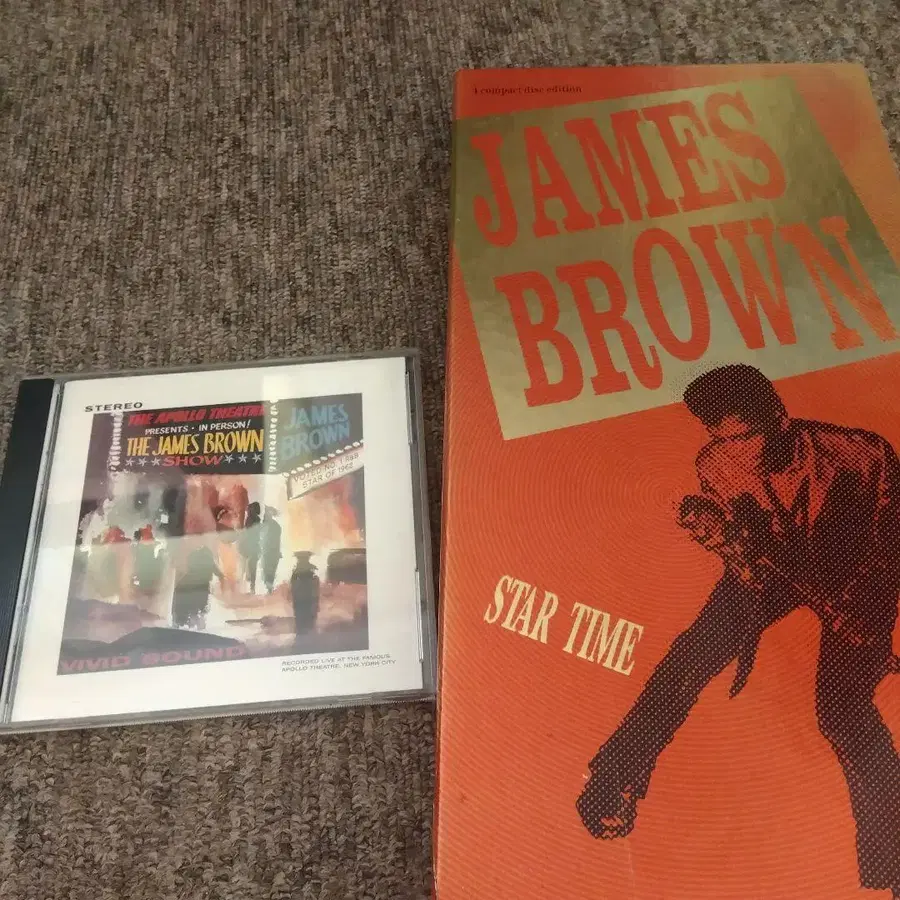 STEREO
THE APOLLO THEATRE
PRESENTS · IN PERSON!
THE JAMES BROWN
★★★SHOW★★★
JAMES
BROWN
VOTED NO. 1 R&B
STAR OF 1962
VIVID SOUND
RECORDED LIVE AT THE FAMOUS
APOLLO THEATRE, NEW YORK CITY
4 compact disc edition
JAMES
BROWN
STAR TIME